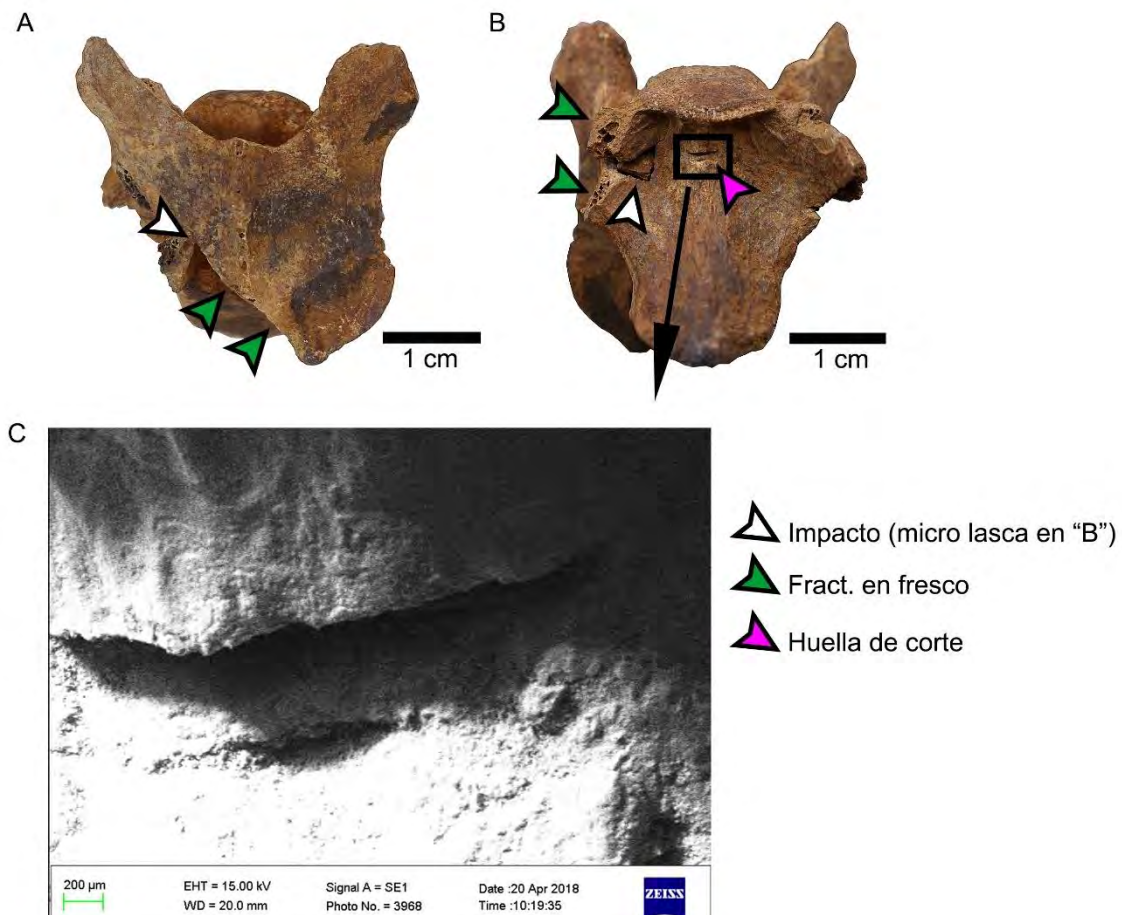 A
B
1 cm
1 cm
C
Impacto (micro lasca en “B”)
Fract. en fresco
Huella de corte
200 µm
EHT = 15.00 kV
Signal A = SE1
Date :20 Apr 2018
ZEISS
WD = 20.0 mm
Photo No. = 3968
Time :10:19:35